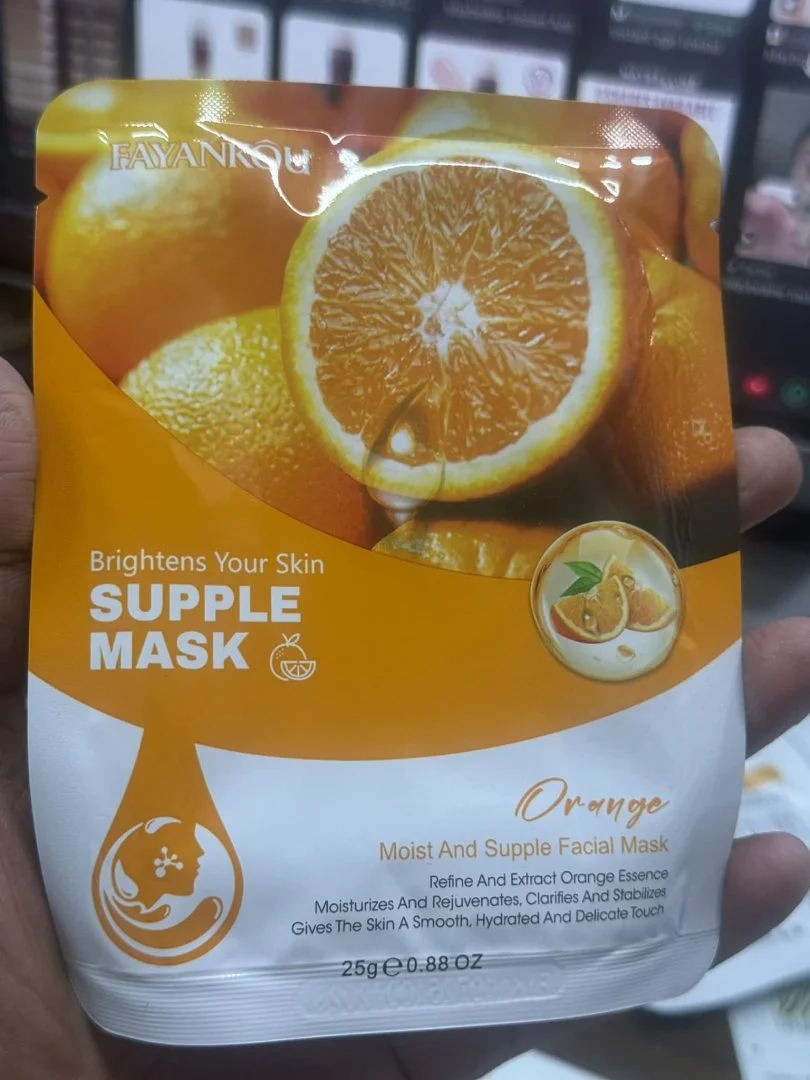 FAYANKOU
Brightens Your Skin
SUPPLE
MASK
Orange
Moist And Supple Facial Mask
Refine And Extract Orange Essence
Moisturizes And Rejuvenates, Clarifies And Stabilizes
Gives The Skin A Smooth, Hydrated And Delicate Touch
25g℮0.88 OZ